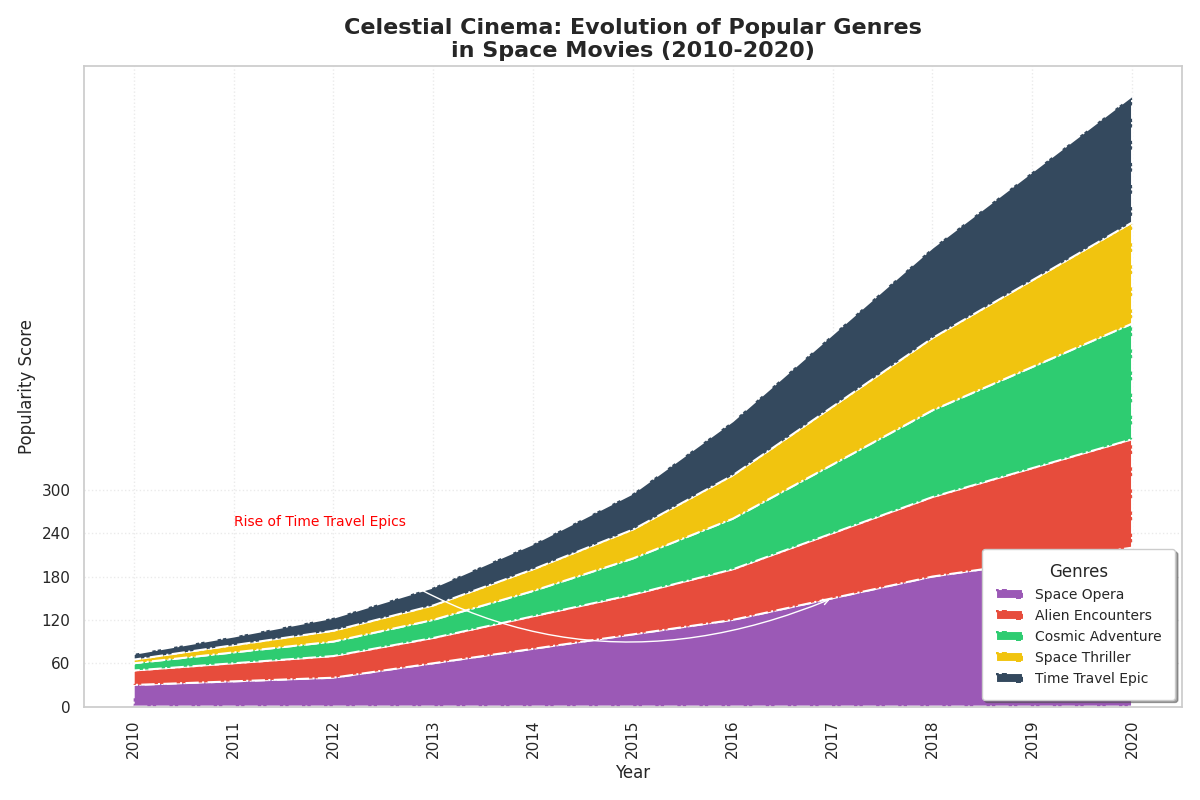 Celestial Cinema: Evolution of Popular Genres
in Space Movies (2010-2020)
Popularity Score
300
240
180
120
60
0
Rise of Time Travel Epics
Genres
Space Opera
Alien Encounters
Cosmic Adventure
Space Thriller
Time Travel Epic
2010
2011
2012
2013
2014
2015
2016
2017
2018
2019
2020
Year